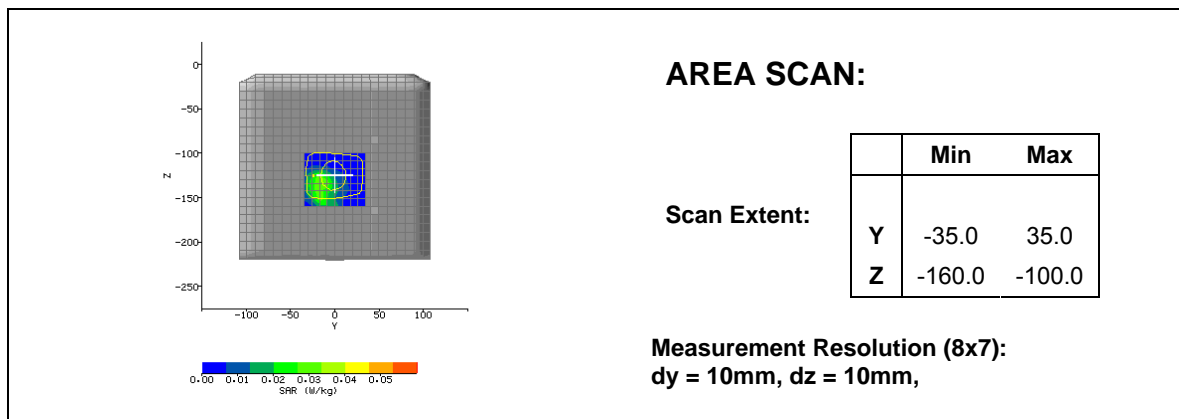 AREA SCAN:
0
-50
-100
-150
-200
-250
Z
-100 -50 0 50 100
Y
0.00 0.01 0.02 0.03 0.04 0.05
SAR (W/kg)
Min Max
Scan Extent:
Y -35.0 35.0
Z -160.0 -100.0
Measurement Resolution (8x7):
dy = 10mm, dz = 10mm,